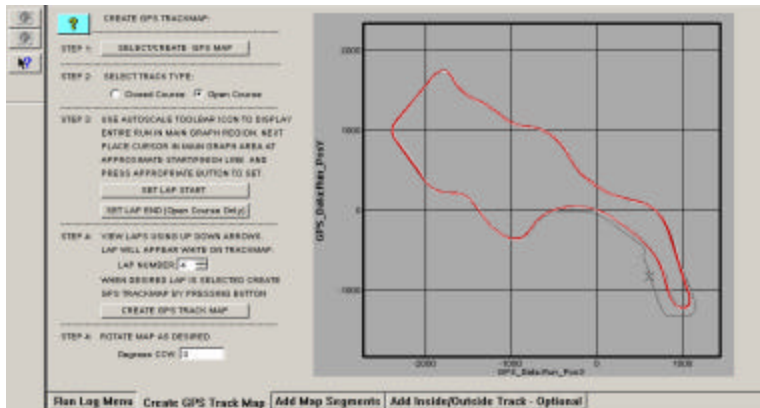 ?
CREATE GPS TRACKMAP:
STEP 1: SELECT/CREATE GPS MAP
STEP 2: SELECT TRACK TYPE:
Closed Course Open Course
STEP 3: USE AUTOSCALE TOOLBAR ICON TO DISPLAY
ENTIRE RUN IN MAIN GRAPH REGION. NEXT
PLACE CURSOR IN MAIN GRAPH AREA AT
APPROXIMATE START/FINISH LINE AND
PRESS APPROPRIATE BUTTON TO SET.
SET LAP START
SET LAP END (Open Course Only)
STEP 4: VIEW LAPS USING UP DOWN ARROWS.
LAP WILL APPEAR WHITE ON TRACKMAP.
LAP NUMBER
WHEN DESIRED LAP IS SELECTED CREATE
GPS TRACKMAP BY PRESSING BUTTON
CREATE GPS TRACK MAP
STEP 4: ROTATE MAP AS DESIRED
Degrees CCW 0
GPS_Data:Run_PosY
2000
1000
0
-1000
-2000 -1000 0 1000
GPS_Data:Run_PosX
Run Log Menu Create GPS Track Map Add Map Segments Add Inside/Outside Track - Optional